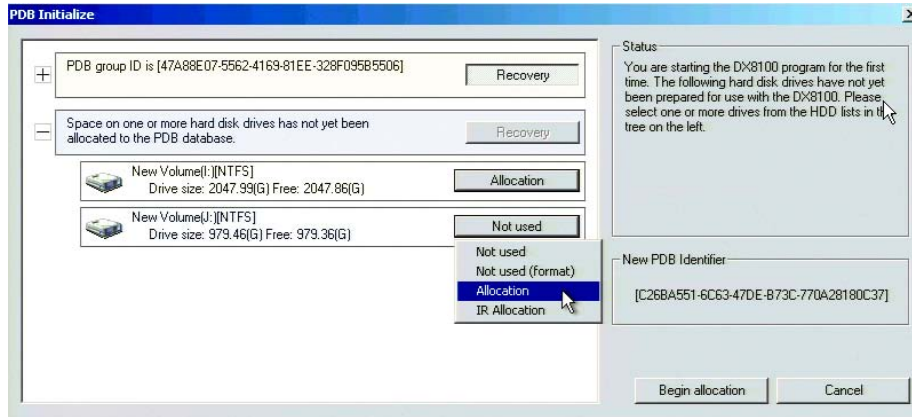 PDB Initialize
PDB group ID is [47A88E07-5562-4169-81EE-328F095B5506]
Recovery
Space on one or more hard disk drives has not yet been
allocated to the PDB database.
Recovery
New Volume(I:)[NTFS]
Drive size: 2047.99(G) Free: 2047.86(G)
Allocation
New Volume(J:)[NTFS]
Drive size: 979.46(G) Free: 979.36(G)
Not used
Not used
Not used (format)
Allocation
IR Allocation
Status
You are starting the DX8100 program for the first
time. The following hard disk drives have not yet
been prepared for use with the DX8100. Please
select one or more drives from the HDD lists in
tree on the left.
New PDB Identifier
[C26BA551-6C63-47DE-B73C-770A28180C37]
Begin allocation
Cancel